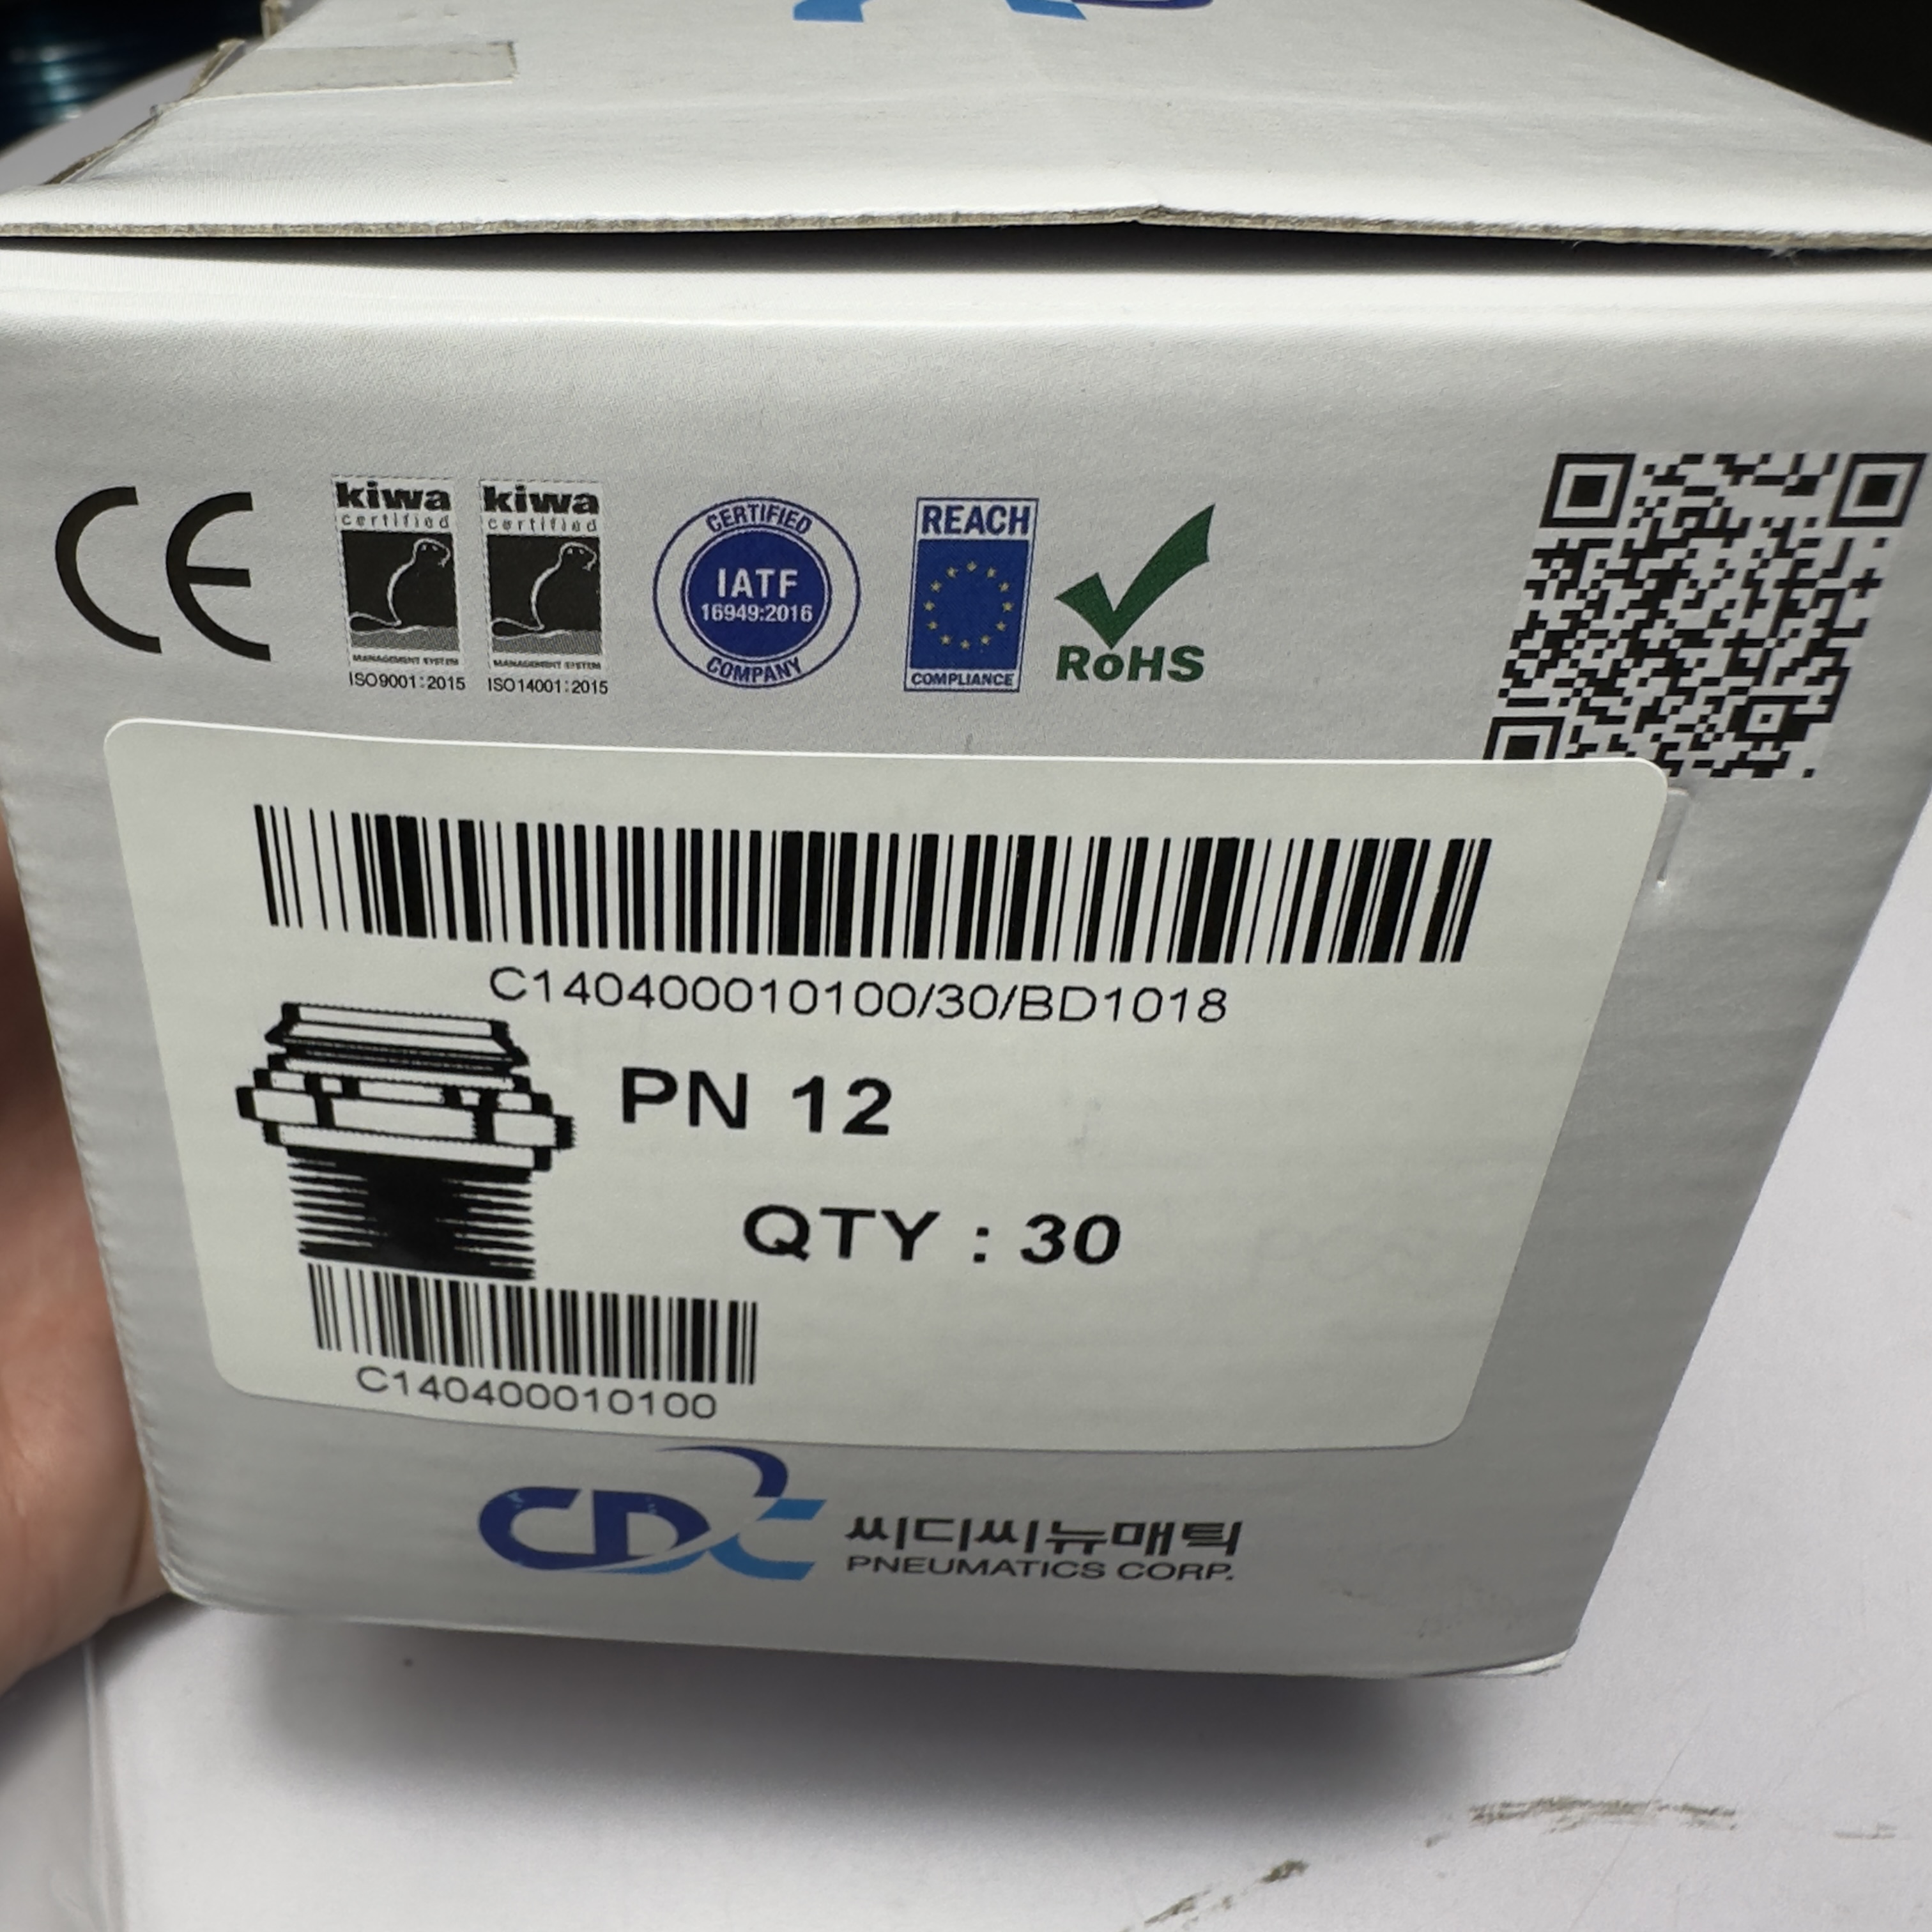 CE
kiwa
certified
MANAGEMENT SYSTEM
ISO9001:2015
kiwa
certified
MANAGEMENT SYSTEM
ISO14001:2015
CERTIFIED
IATF
16949:2016
COMPANY
REACH
COMPLIANCE
RoHS
C140400010100/30/BD1018
PN 12
QTY : 30
C140400010100
CDC 씨디씨뉴매틱
PNEUMATICS CORP.